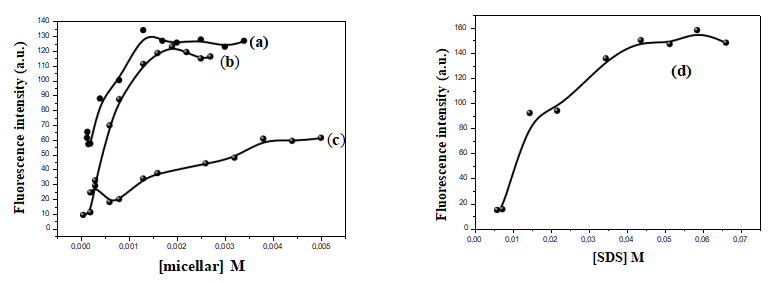 Fluorescence intensity (a.u.)
140
130
120
110
100
90
80
70
60
50
40
30
20
10
0
(a)
(b)
(c)
0,000 0,001 0,002 0,003 0,004 0,005
[micellar] M
Fluorescence intensity (a.u.)
160
140
120
100
80
60
40
20
0
(d)
0,00 0,01 0,02 0,03 0,04 0,05 0,06 0,07
[SDS] M